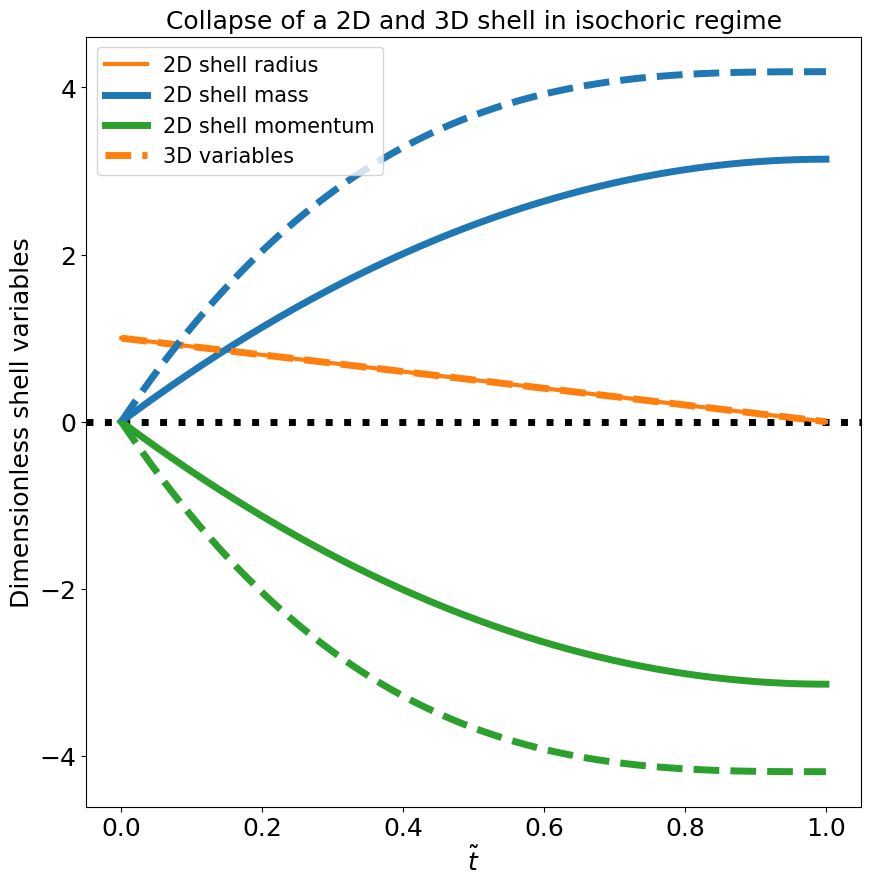 Collapse of a 2D and 3D shell in isochoric regime
2D shell radius
2D shell mass
2D shell momentum
3D variables
Dimensionless shell variables
4
2
0
−2
−4
0.0 0.2 0.4 0.6 0.8 1.0
t̃